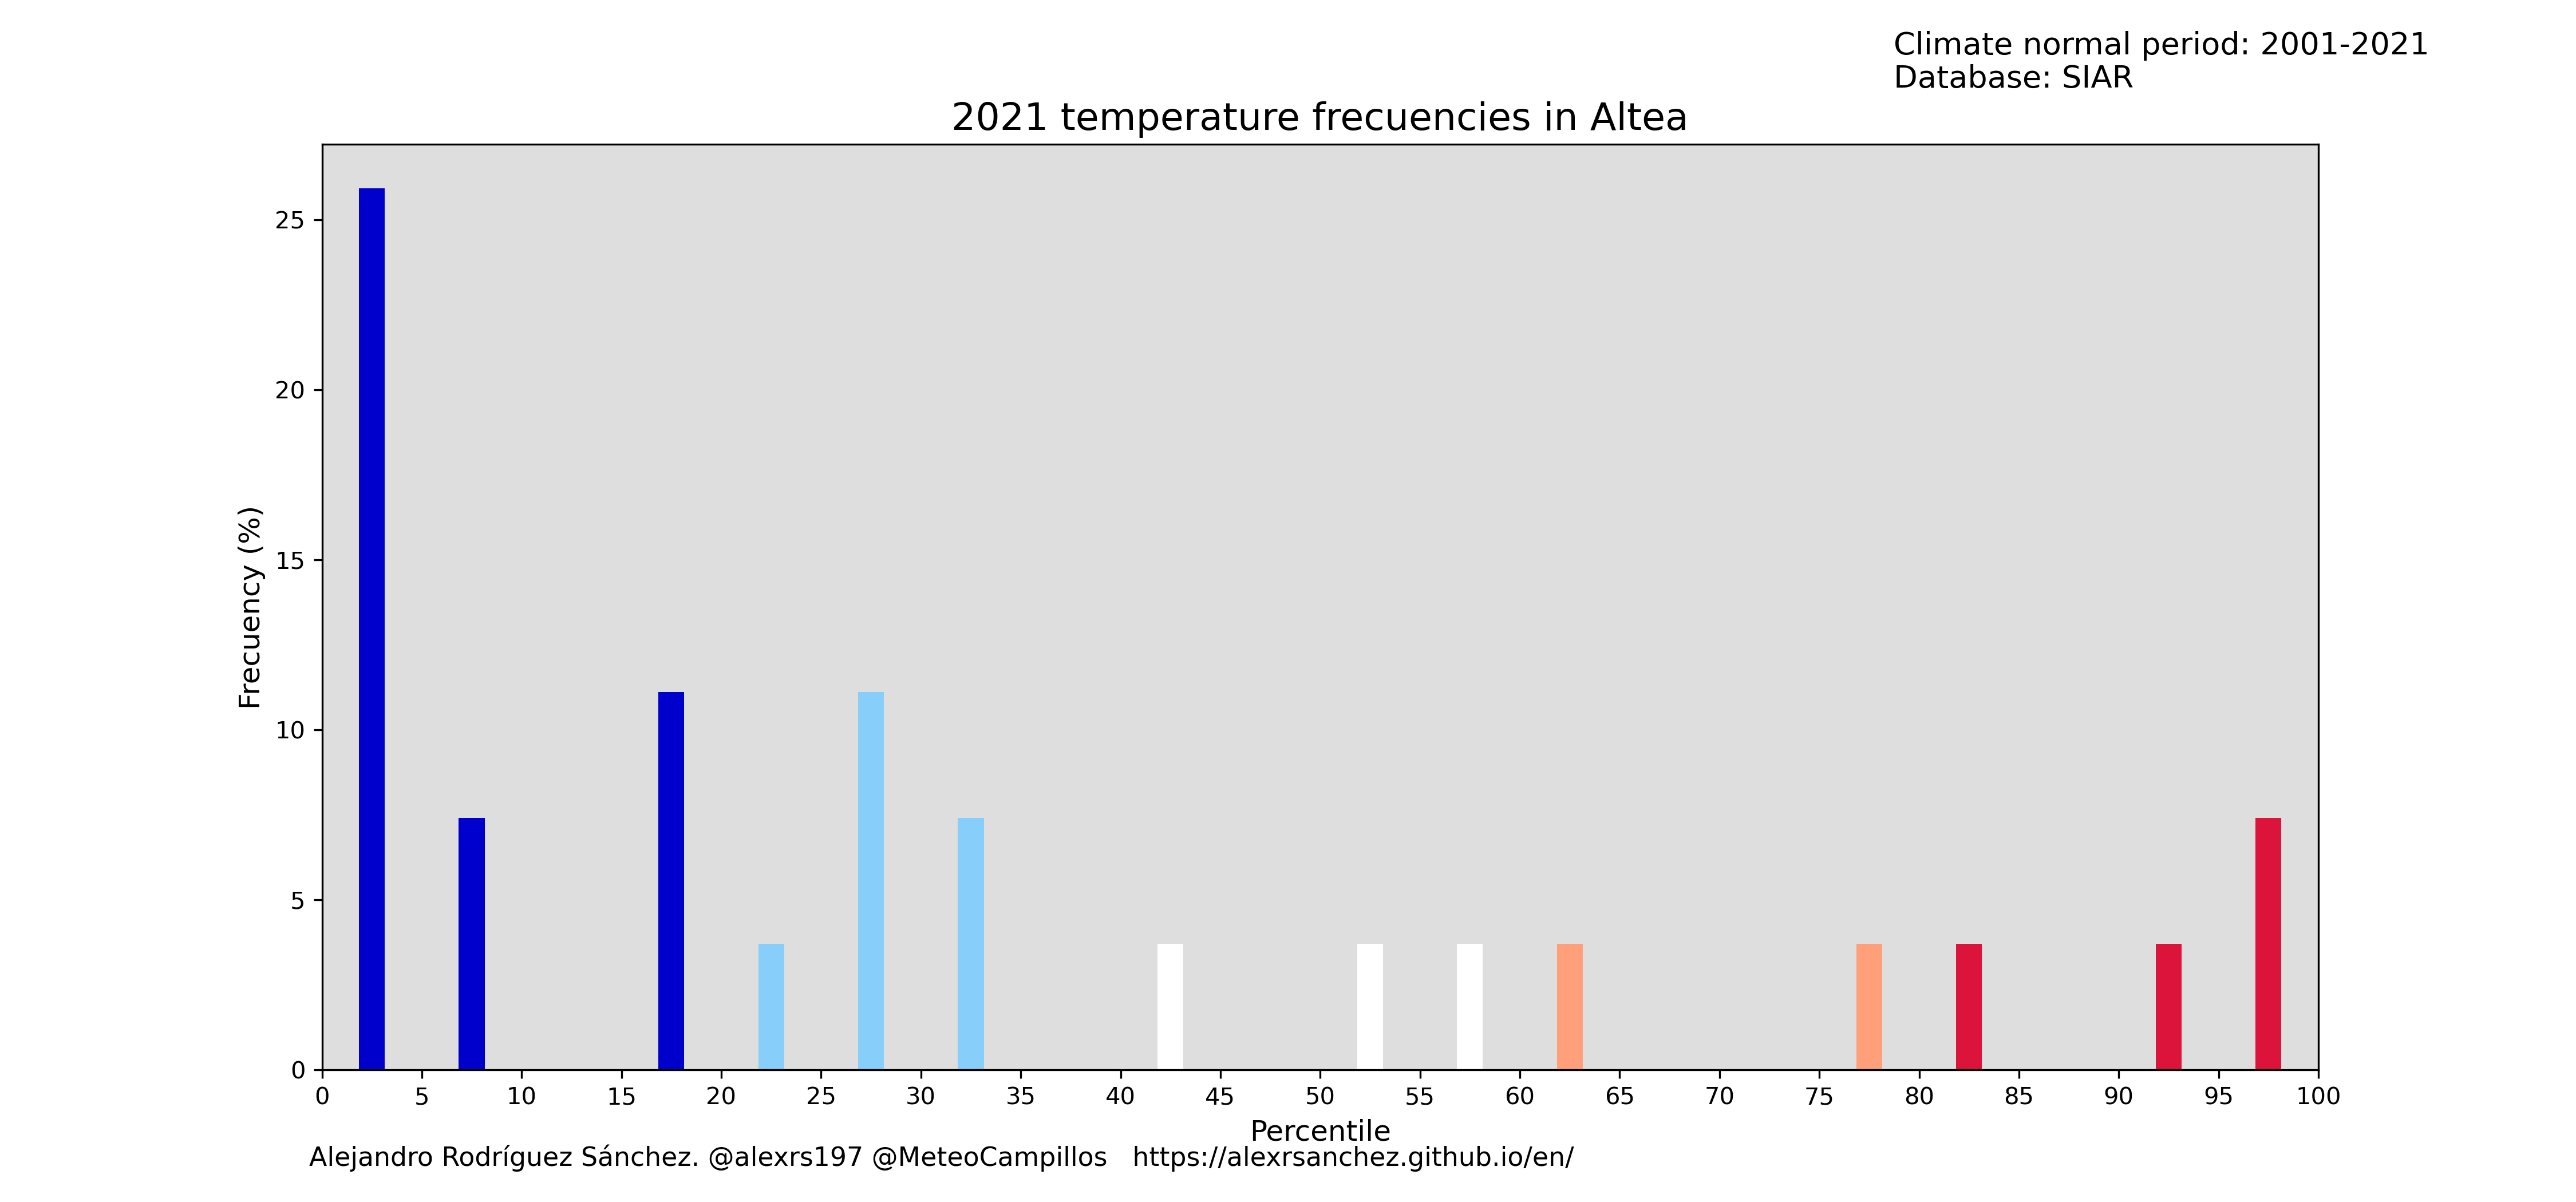 Climate normal period: 2001-2021
Database: SIAR
2021 temperature frecuencies in Altea
Frecuency (%)
25
20
15
10
5
0
0 5 10 15 20 25 30 35 40 45 50 55 60 65 70 75 80 85 90 95 100
Percentile
Alejandro Rodríguez Sánchez. @alexrs197 @MeteoCampillos https://alexrsanchez.github.io/en/